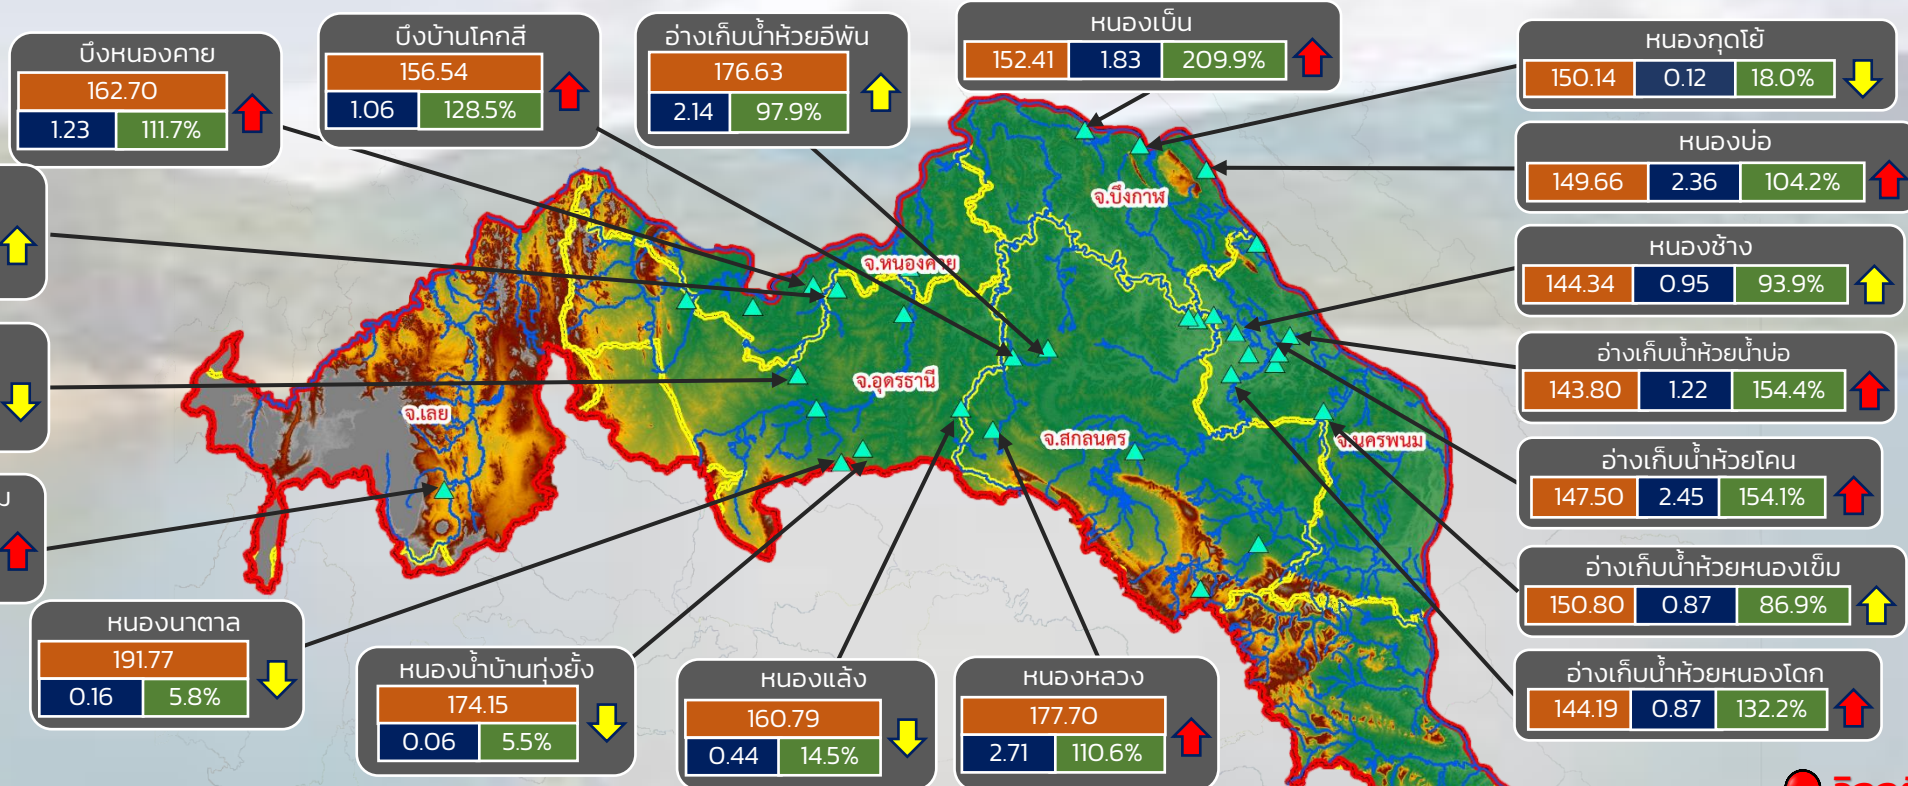 บึงหนองคาย
162.70
1.23 111.7%
บึงบ้านโคกสี
156.54
1.06 128.5%
อ่างเก็บน้ำห้วยอีพัน
176.63
2.14 97.9%
หนองเบ็น
152.41 1.83 209.9%
หนองกุดโย้
150.14 0.12 18.0%
หนองบ่อ
149.66 2.36 104.2%
หนองช้าง
144.34 0.95 93.9%
อ่างเก็บน้ำห้วยน้ำบ่อ
143.80 1.22 154.4%
อ่างเก็บน้ำห้วยโคน
147.50 2.45 154.1%
อ่างเก็บน้ำห้วยหนองเข็ม
150.80 0.87 86.9%
อ่างเก็บน้ำห้วยหนองโดก
144.19 0.87 132.2%
จ.บึงกาฬ
จ.หนองคาย
จ.อุดรธานี
จ.เลย
จ.สกลนคร
จ.นครพนม
ม
หนองนาตาล
191.77
0.16 5.8%
หนองน้ำบ้านทุ่งยั้ง
174.15
0.06 5.5%
หนองแล้ง
160.79
0.44 14.5%
หนองหลวง
177.70
2.71 110.6%